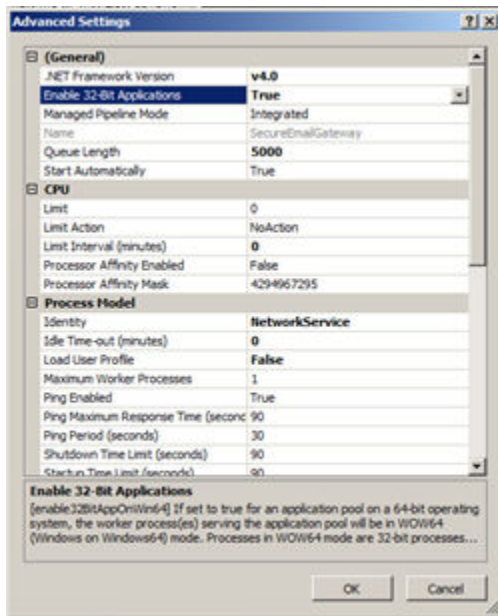 Advanced Settings
(General)
.NET Framework Version v4.0
Enable 32-Bit Applications True
Managed Pipeline Mode Integrated
Name SecureEmailGateway
Queue Length 5000
Start Automatically True
CPU
Limit 0
Limit Action NoAction
Limit Interval (minutes) 0
Processor Affinity Enabled False
Processor Affinity Mask 4294967295
Process Model
Identity NetworkService
Idle Time-out (minutes) 0
Load User Profile False
Maximum Worker Processes 1
Ping Enabled True
Ping Maximum Response Time (second 90
Ping Period (seconds) 30
Shutdown Time Limit (seconds) 90
Startup Time Limit (seconds) 90
Enable 32-Bit Applications
[enable32BitAppOnWin64] If set to true for an application pool on a 64-bit operating
system, the worker process(es) serving the application pool will be in WOW64
(Windows on Windows64) mode. Processes in WOW64 mode are 32-bit processes...
OK Cancel